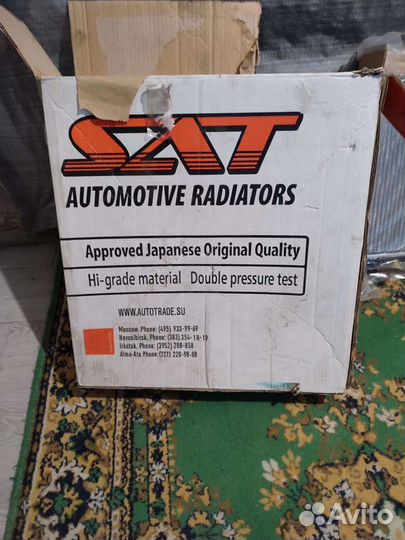 SAT
AUTOMOTIVE RADIATORS
Approved Japanese Original Quality
Hi-grade material Double pressure test
WWW.AUTOTRADE.SU
Moscow. Phone: (495) 933-99-69
Novosibirsk. Phone: (383) 354-18-19
Irkutsk. Phone: (3952) 288-858
Alma-Ata Phone: (727) 226-98-88
Avito